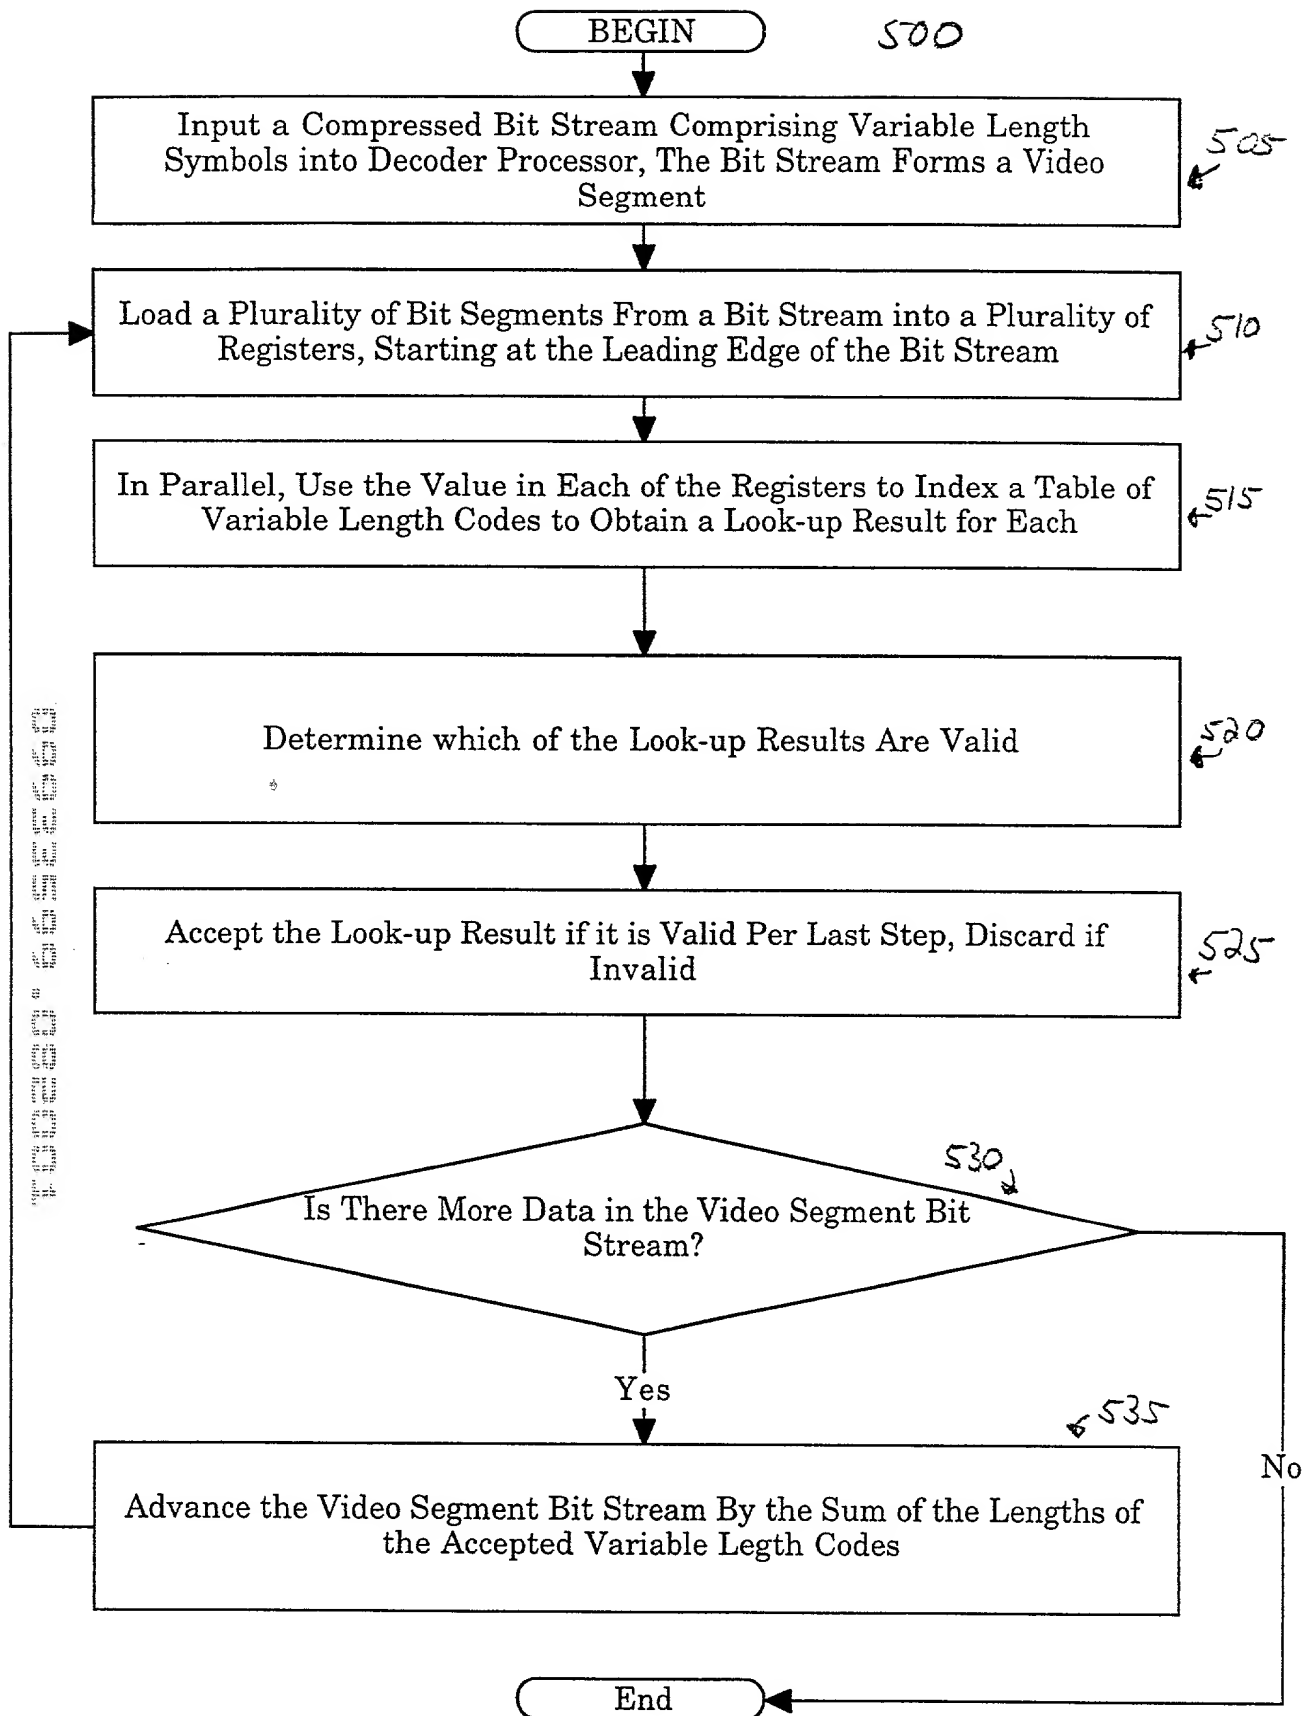 BEGIN 500
Input a Compressed Bit Stream Comprising Variable Length
Symbols into Decoder Processor, The Bit Stream Forms a Video
Segment
505
Load a Plurality of Bit Segments From a Bit Stream into a Plurality of
Registers, Starting at the Leading Edge of the Bit Stream
510
In Parallel, Use the Value in Each of the Registers to Index a Table of
Variable Length Codes to Obtain a Look-up Result for Each
515
Determine which of the Look-up Results Are Valid
520
Accept the Look-up Result if it is Valid Per Last Step, Discard if
Invalid
525
530
Is There More Data in the Video Segment Bit
Stream?
Yes
535
No
Advance the Video Segment Bit Stream By the Sum of the Lengths of
the Accepted Variable Legth Codes
End